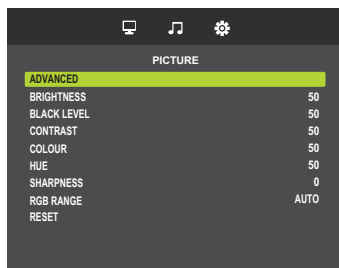 PICTURE
ADVANCED
BRIGHTNESS 50
BLACK LEVEL 50
CONTRAST 50
COLOUR 50
HUE 50
SHARPNESS 0
RGB RANGE AUTO
RESET